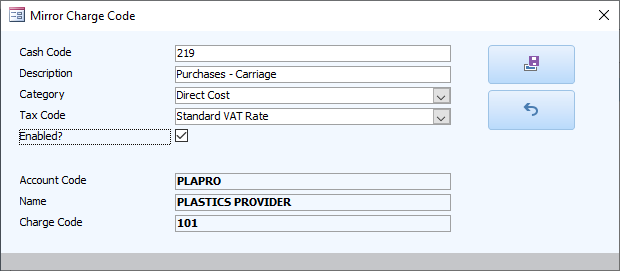 Mirror Charge Code
Cash Code 219
Description Purchases - Carriage
Category Direct Cost
Tax Code Standard VAT Rate
Enabled?
Account Code PLAPRO
Name PLASTICS PROVIDER
Charge Code 101